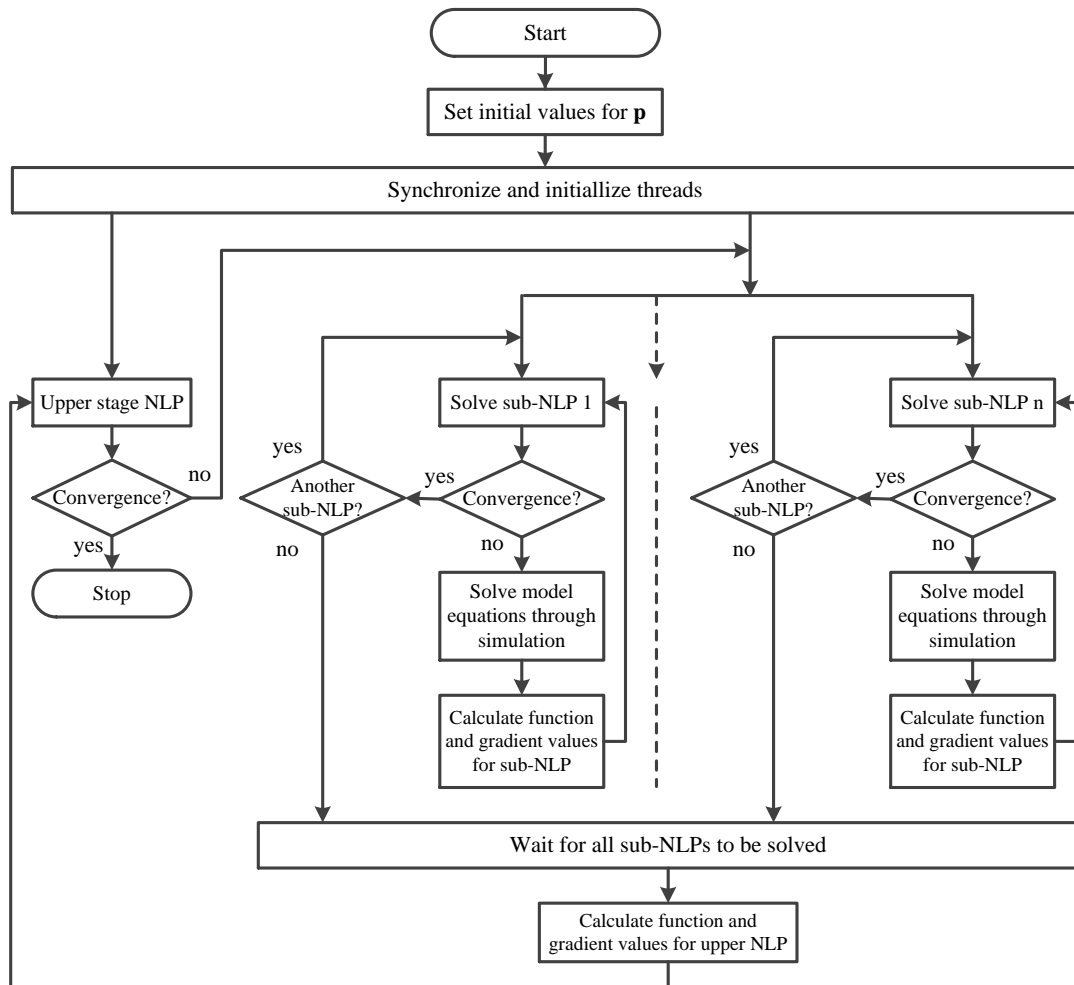 Start
Set initial values for p
Synchronize and initiallize threads
Upper stage NLP
Convergence?
no
yes
Stop
yes
Another
sub-NLP?
no
Solve sub-NLP 1
yes
Convergence?
no
Solve model
equations through
simulation
Calculate function
and gradient values
for sub-NLP
yes
Another
sub-NLP?
no
Solve sub-NLP n
yes
Convergence?
no
Solve model
equations through
simulation
Calculate function
and gradient values
for sub-NLP
Wait for all sub-NLPs to be solved
Calculate function and
gradient values for upper NLP